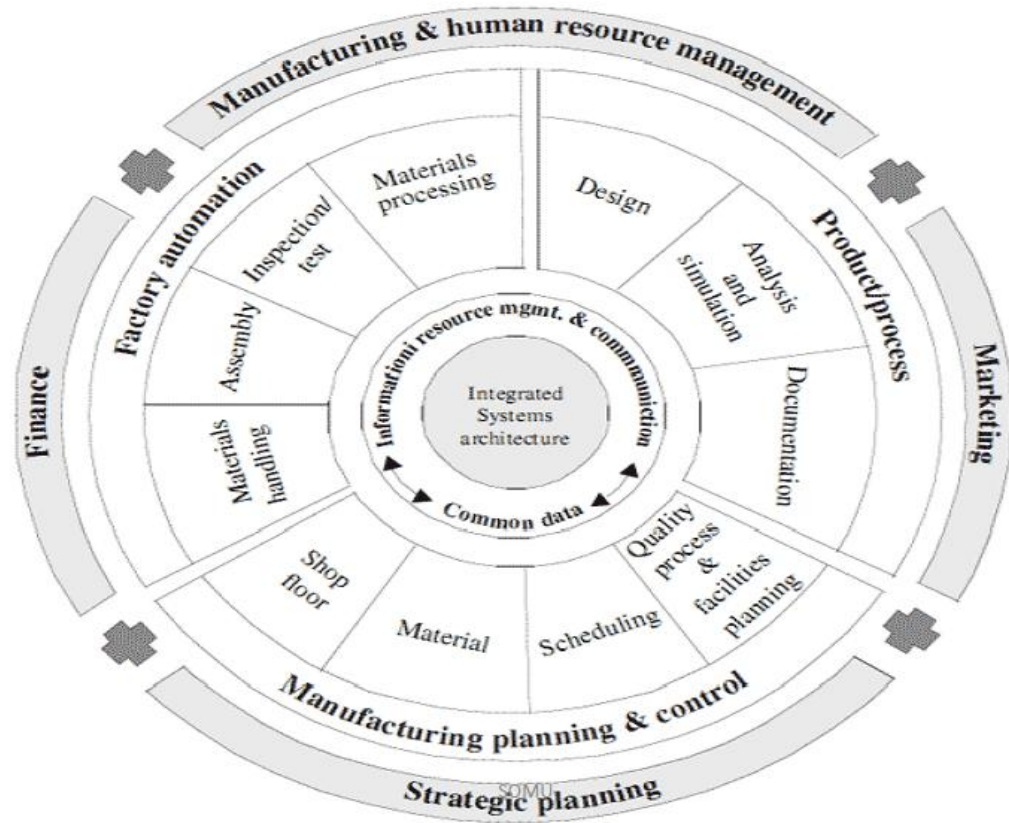 Manufacturing & human resource management
Factory automation
Product/process
Materials
processing
Design
Inspection/
test
Analysis
and
simulation
Assembly
Materials
handling
Documentation
Finance
Marketing
Informationi resource mgmt. & communiction
Integrated
Systems
architecture
Common data
Shop
floor
Material
Scheduling
Quality
process
&
facilities
planning
Manufacturing planning & control
SOMU
Strategic planning